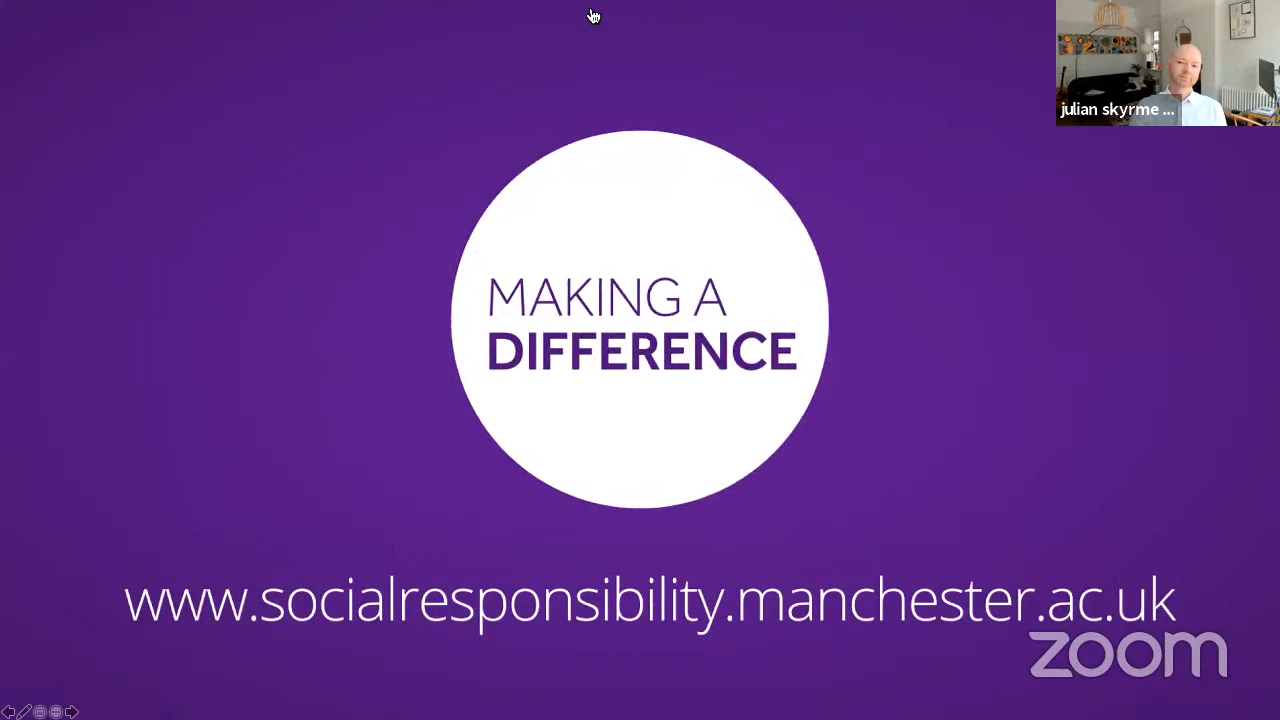 julian skyrme ...
MAKING A
DIFFERENCE
www.socialresponsibility.manchester.ac.uk
zoom